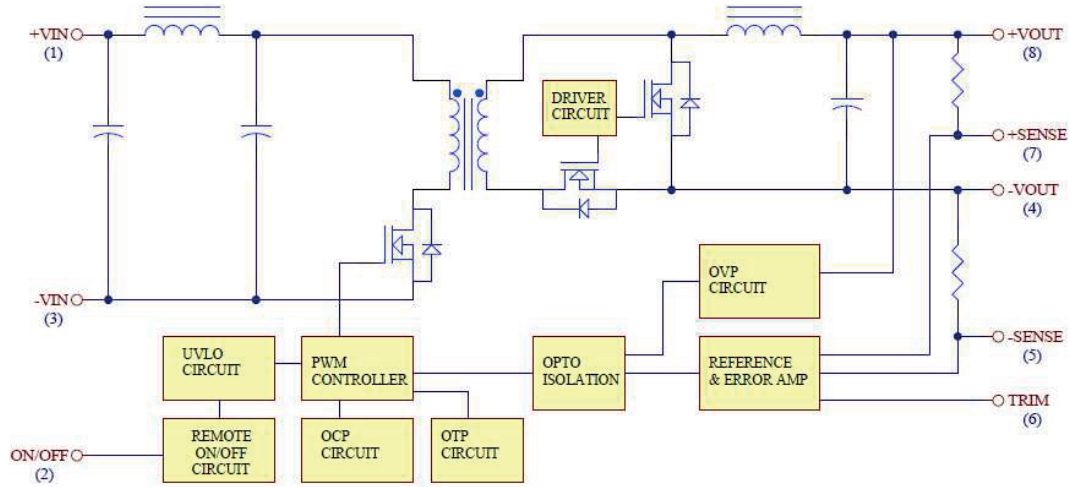 +VIN
(1)
+VOUT
(8)
DRIVER
CIRCUIT
+SENSE
(7)
-VOUT
(4)
-VIN
(3)
OVP
CIRCUIT
UVLO
CIRCUIT
PWM
CONTROLLER
OPTO
ISOLATION
REFERENCE
& ERROR AMP
-SENSE
(5)
TRIM
(6)
ON/OFF
(2)
REMOTE
ON/OFF
CIRCUIT
OCP
CIRCUIT
OTP
CIRCUIT